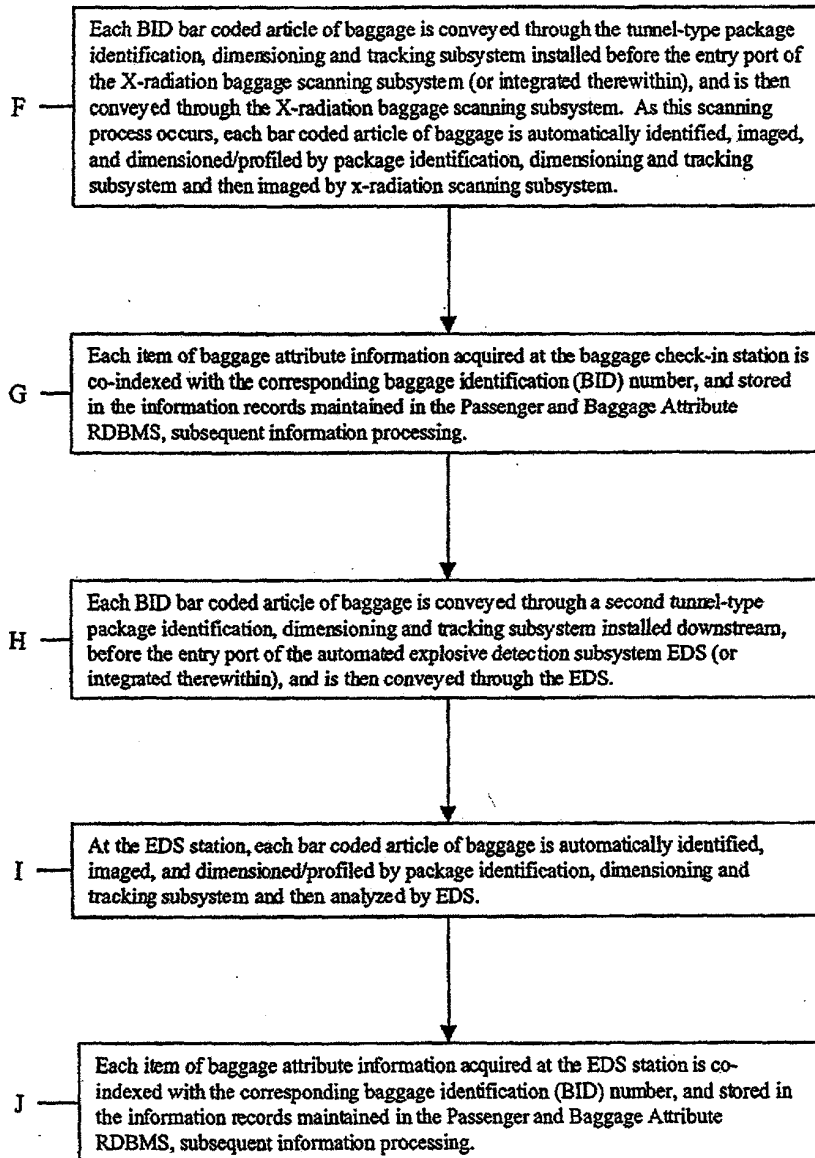 Each BID bar coded article of baggage is conveyed through the tunnel-type package
identification, dimensioning and tracking subsystem installed before the entry port of
the X-radiation baggage scanning subsystem (or integrated therewithin), and is then
F
conveyed through the X-radiation baggage scanning subsystem. As this scanning
process occurs, each bar coded article of baggage is automatically identified, imaged,
and dimensioned/profiled by package identification, dimensioning and tracking
subsystem and then imaged by x-radiation scanning subsystem.
Each item of baggage attribute information acquired at the baggage check-in station is
G
co-indexed with the corresponding baggage identification (BID) number, and stored
in the information records maintained in the Passenger and Baggage Attribute
RDBMS, subsequent information processing.
Each BID bar coded article of baggage is conveyed through a second tunnel-type
H
package identification, dimensioning and tracking subsystem installed downstream,
before the entry port of the automated explosive detection subsystem EDS (or
integrated therewithin), and is then conveyed through the EDS.
At the EDS station, each bar coded article of baggage is automatically identified,
I
imaged, and dimensioned/profiled by package identification, dimensioning and
tracking subsystem and then analyzed by EDS.
Each item of baggage attribute information acquired at the EDS station is co-
J
indexed with the corresponding baggage identification (BID) number, and stored in
the information records maintained in the Passenger and Baggage Attribute
RDBMS, subsequent information processing.